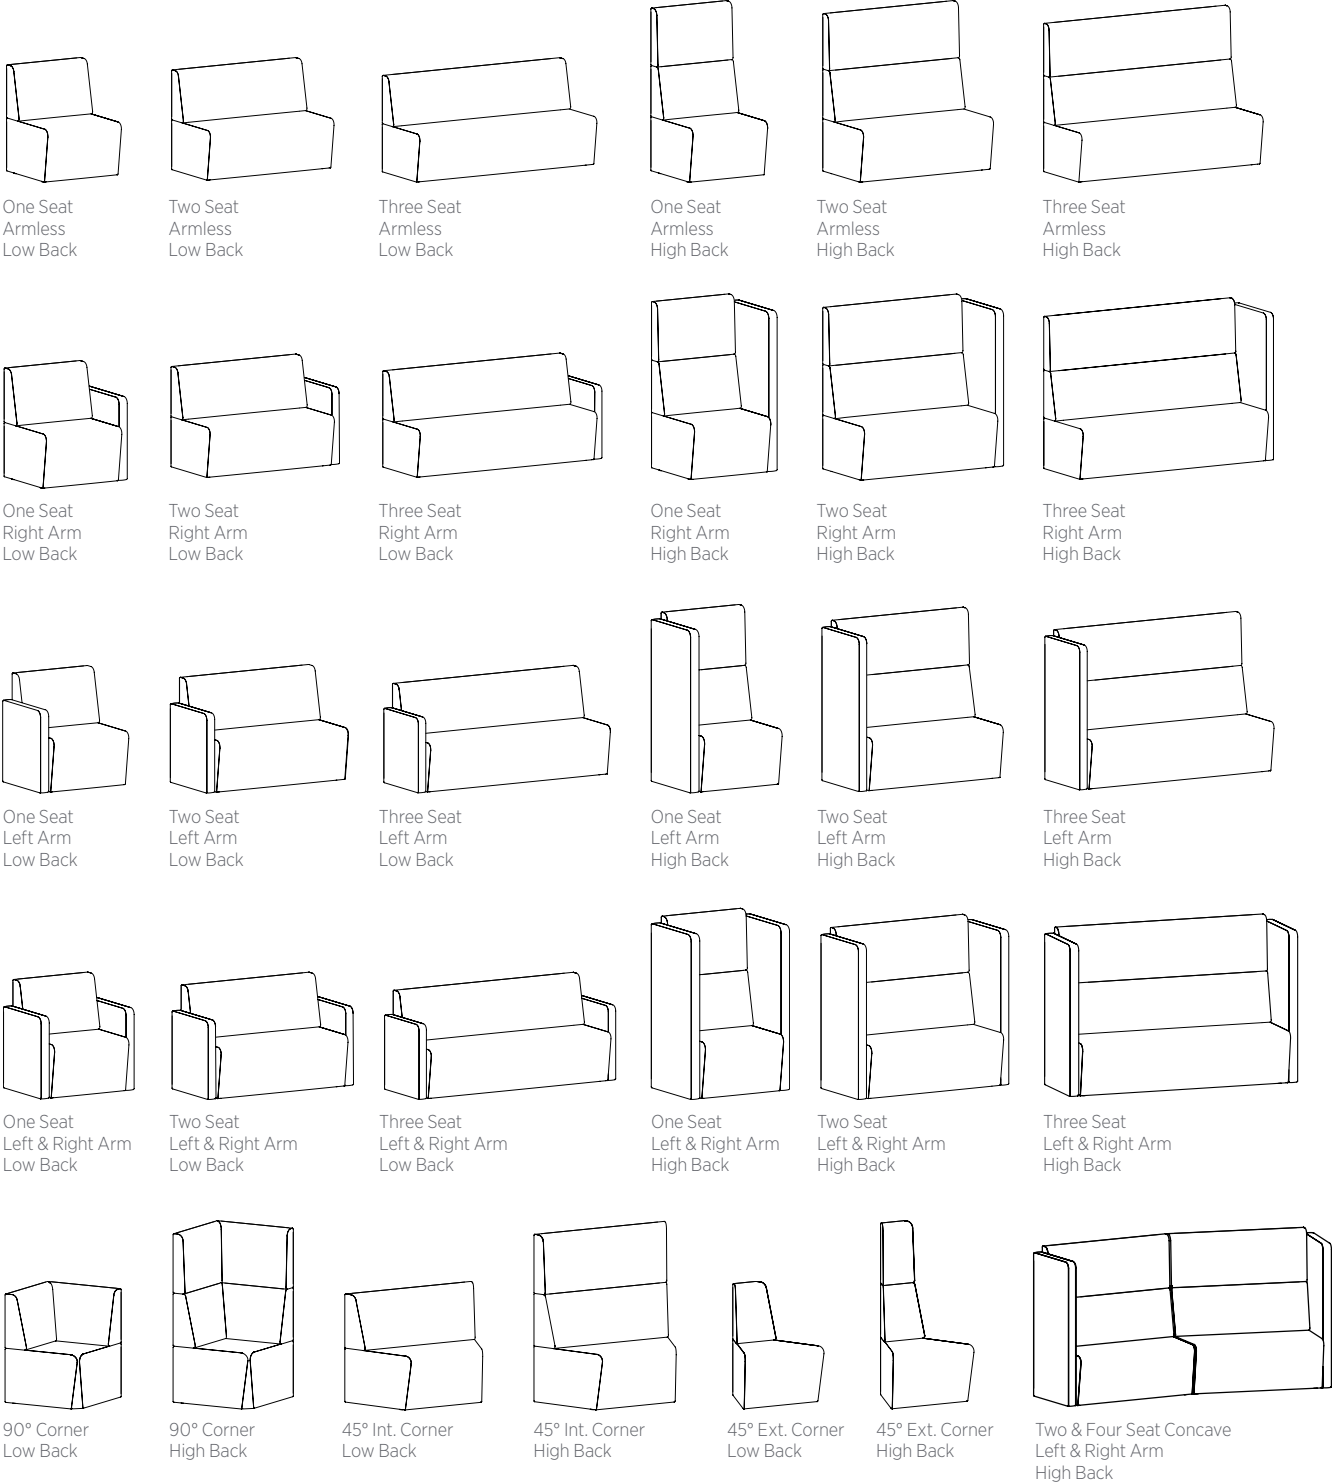 One Seat
Armless
Low Back
Two Seat
Armless
Low Back
Three Seat
Armless
Low Back
One Seat
Armless
High Back
Two Seat
Armless
High Back
Three Seat
Armless
High Back
One Seat
Right Arm
Low Back
Two Seat
Right Arm
Low Back
Three Seat
Right Arm
Low Back
One Seat
Right Arm
High Back
Two Seat
Right Arm
High Back
Three Seat
Right Arm
High Back
One Seat
Left Arm
Low Back
Two Seat
Left Arm
Low Back
Three Seat
Left Arm
Low Back
One Seat
Left Arm
High Back
Two Seat
Left Arm
High Back
Three Seat
Left Arm
High Back
One Seat
Left & Right Arm
Low Back
Two Seat
Left & Right Arm
Low Back
Three Seat
Left & Right Arm
Low Back
One Seat
Left & Right Arm
High Back
Two Seat
Left & Right Arm
High Back
Three Seat
Left & Right Arm
High Back
90° Corner
Low Back
90° Corner
High Back
45° Int. Corner
Low Back
45° Int. Corner
High Back
45° Ext. Corner
Low Back
45° Ext. Corner
High Back
Two & Four Seat Concave
Left & Right Arm
High Back